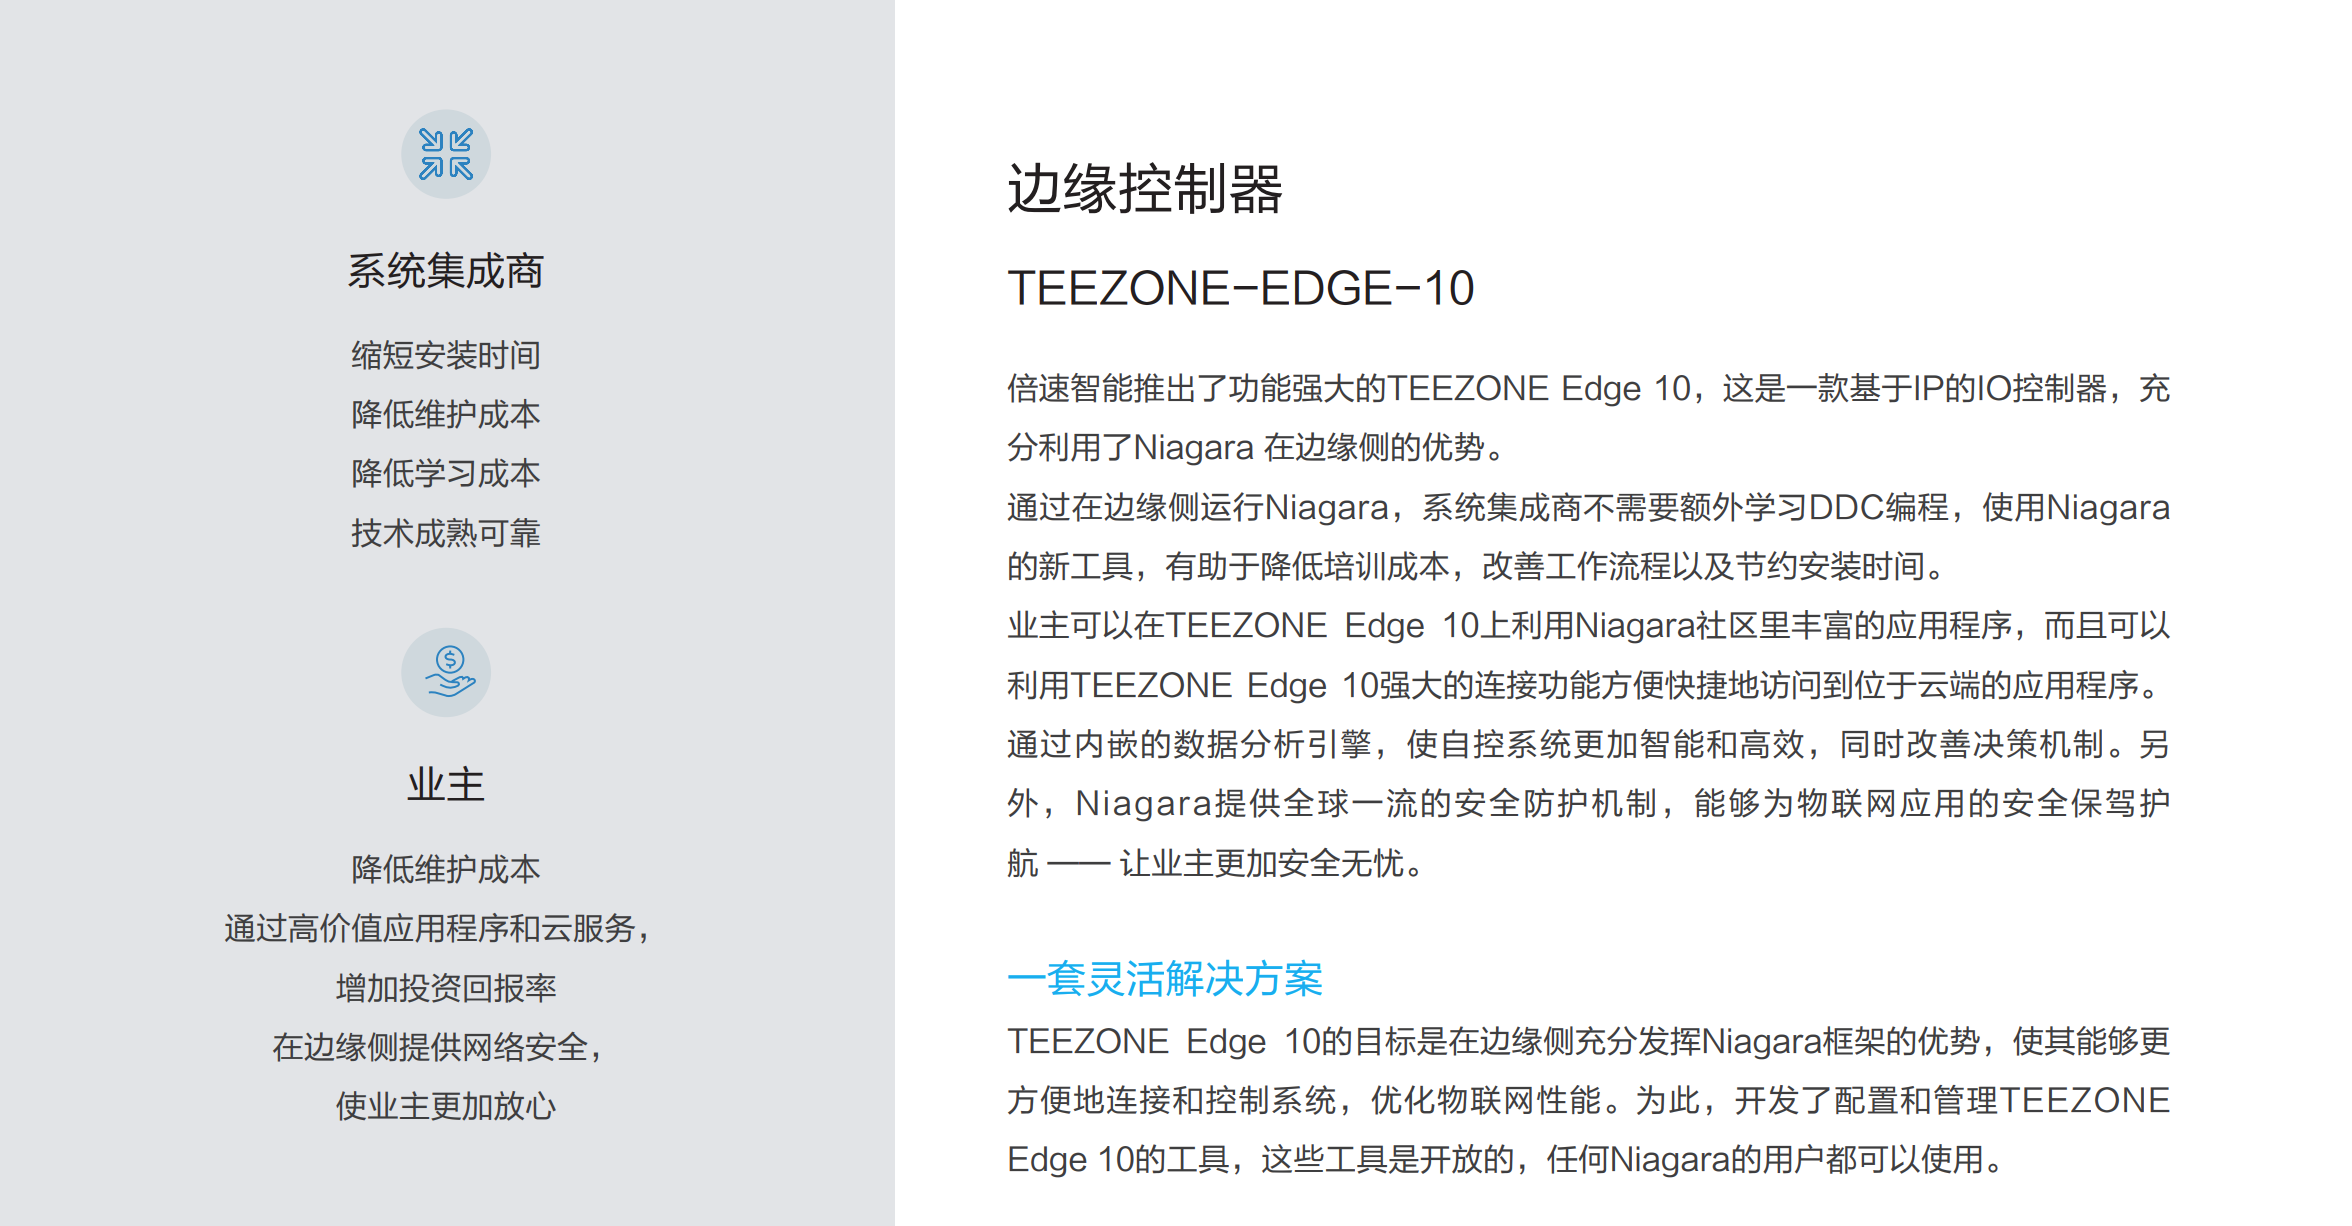 系统集成商
缩短安装时间
降低维护成本
降低学习成本
技术成熟可靠
业主
降低维护成本
通过高价值应用程序和云服务，
增加投资回报率
在边缘侧提供网络安全，
使业主更加放心
边缘控制器
TEEZONE-EDGE-10
倍速智能推出了功能强大的TEEZONE Edge 10，这是一款基于IP的IO控制器，充
分利用了Niagara 在边缘侧的优势。
通过在边缘侧运行Niagara，系统集成商不需要额外学习DDC编程，使用Niagara
的新工具，有助于降低培训成本，改善工作流程以及节约安装时间。
业主可以在TEEZONE Edge 10上利用Niagara社区里丰富的应用程序，而且可以
利用TEEZONE Edge 10强大的连接功能方便快捷地访问到位于云端的应用程序。
通过内嵌的数据分析引擎，使自控系统更加智能和高效，同时改善决策机制。另
外，Niagara提供全球一流的安全防护机制，能够为物联网应用的安全保驾护
航 —— 让业主更加安全无忧。
一套灵活解决方案
TEEZONE Edge 10的目标是在边缘侧充分发挥Niagara框架的优势，使其能够更
方便地连接和控制系统，优化物联网性能。为此，开发了配置和管理TEEZONE
Edge 10的工具，这些工具是开放的，任何Niagara的用户都可以使用。